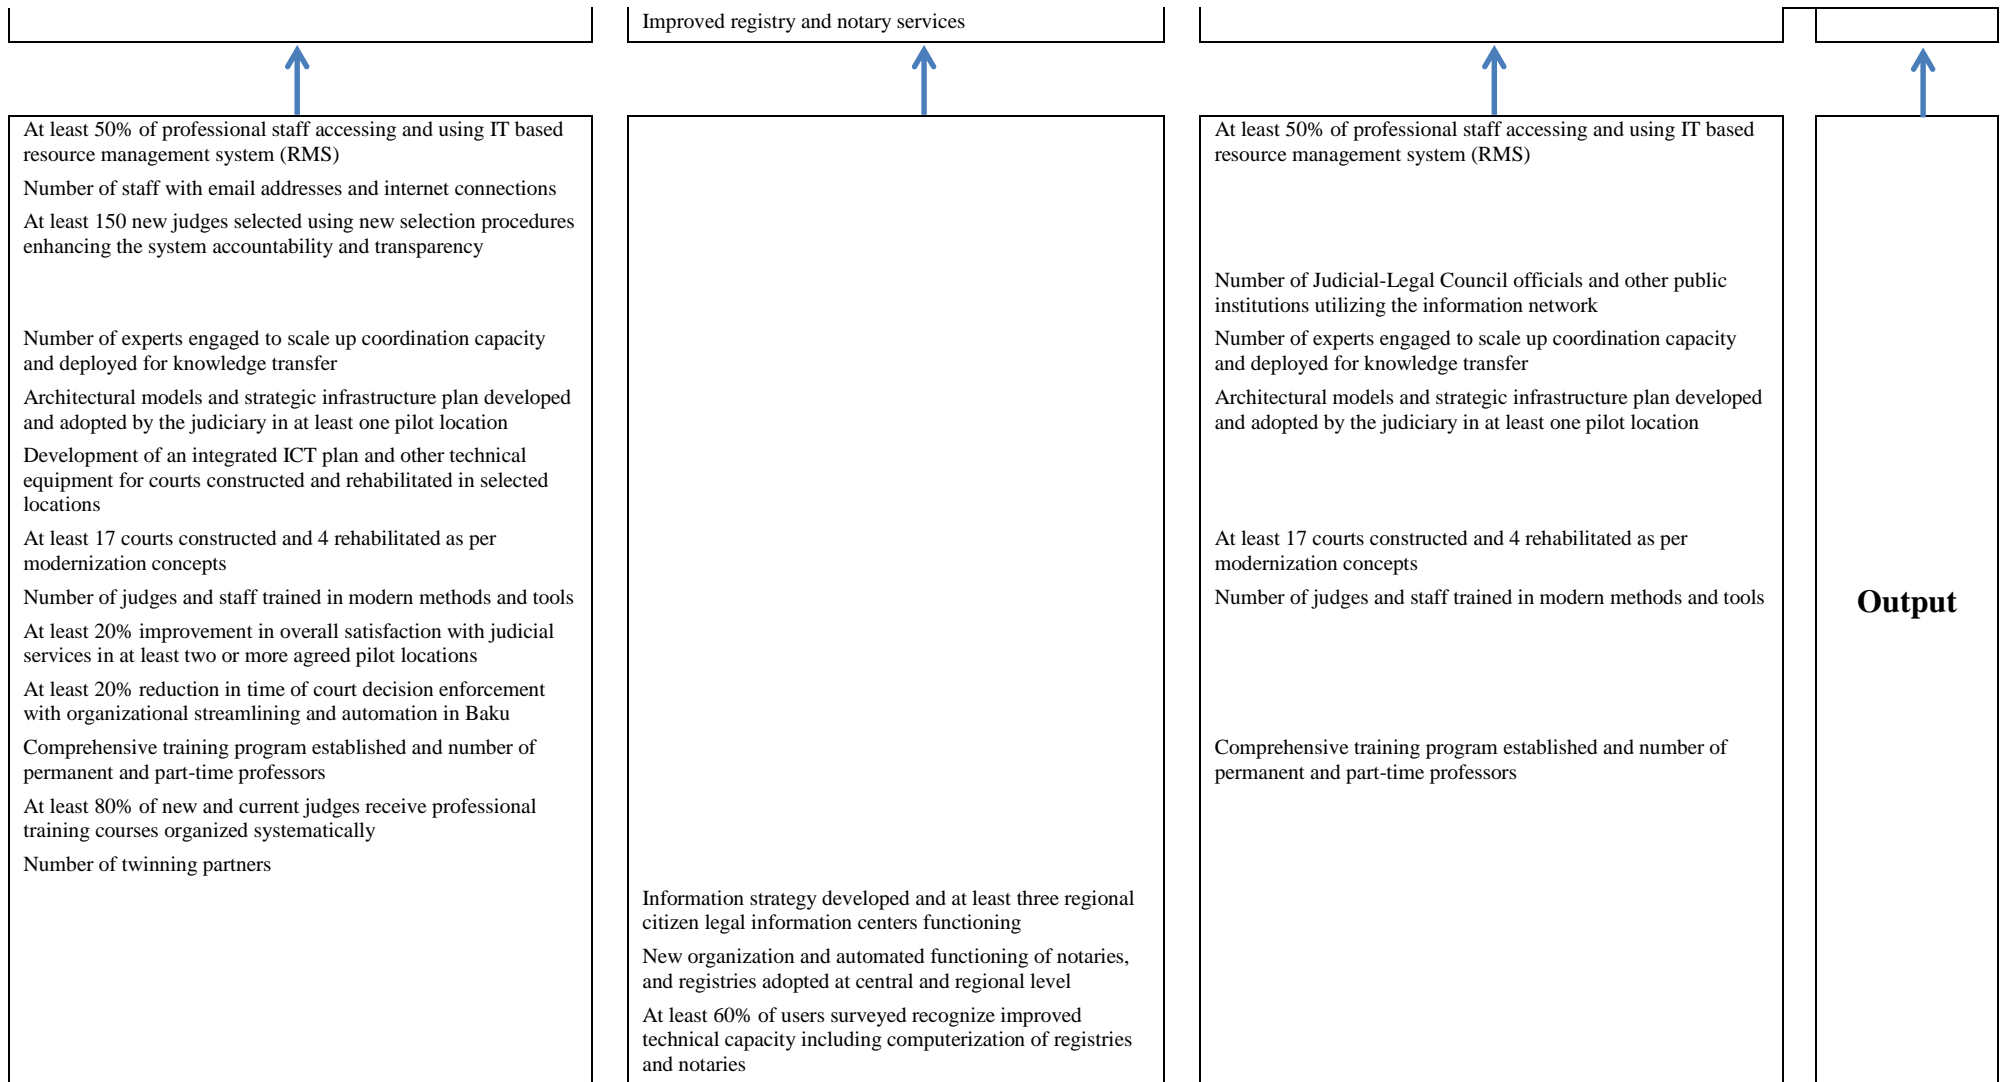 Improved registry and notary services
At least 50% of professional staff accessing and using IT based
resource management system (RMS)
Number of staff with email addresses and internet connections
At least 150 new judges selected using new selection procedures
enhancing the system accountability and transparency
Number of experts engaged to scale up coordination capacity
and deployed for knowledge transfer
Architectural models and strategic infrastructure plan developed
and adopted by the judiciary in at least one pilot location
Development of an integrated ICT plan and other technical
equipment for courts constructed and rehabilitated in selected
locations
At least 17 courts constructed and 4 rehabilitated as per
modernization concepts
Number of judges and staff trained in modern methods and tools
At least 20% improvement in overall satisfaction with judicial
services in at least two or more agreed pilot locations
At least 20% reduction in time of court decision enforcement
with organizational streamlining and automation in Baku
Comprehensive training program established and number of
permanent and part-time professors
At least 80% of new and current judges receive professional
training courses organized systematically
Number of twinning partners
Information strategy developed and at least three regional
citizen legal information centers functioning
New organization and automated functioning of notaries,
and registries adopted at central and regional level
At least 60% of users surveyed recognize improved
technical capacity including computerization of registries
and notaries
At least 50% of professional staff accessing and using IT based
resource management system (RMS)
Number of Judicial-Legal Council officials and other public
institutions utilizing the information network
Number of experts engaged to scale up coordination capacity
and deployed for knowledge transfer
Architectural models and strategic infrastructure plan developed
and adopted by the judiciary in at least one pilot location
At least 17 courts constructed and 4 rehabilitated as per
modernization concepts
Number of judges and staff trained in modern methods and tools
Comprehensive training program established and number of
permanent and part-time professors
Output